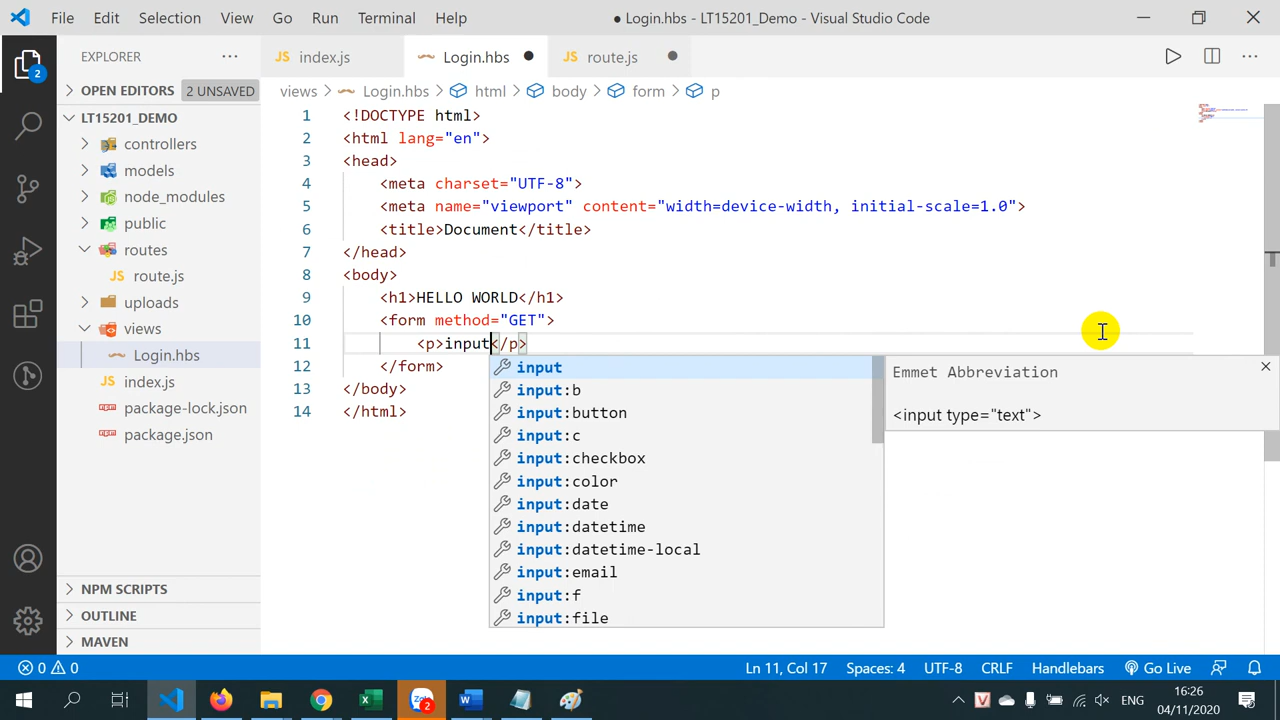 File Edit Selection View Go Run Terminal Help ● Login.hbs - LT15201_Demo - Visual Studio Code
EXPLORER
JS index.js
Login.hbs
JS route.js
OPEN EDITORS 2 UNSAVED
views > Login.hbs > html > body > form > p
LT15201_DEMO
controllers
models
node_modules
public
routes
JS route.js
uploads
views
Login.hbs
JS index.js
package-lock.json
package.json
NPM SCRIPTS
OUTLINE
MAVEN
1 <!DOCTYPE html>
2 <html lang="en">
3 <head>
4 <meta charset="UTF-8">
5 <meta name="viewport" content="width=device-width, initial-scale=1.0">
6 <title>Document</title>
7 </head>
8 <body>
9 <h1>HELLO WORLD</h1>
10 <form method="GET">
11 <p>input</p>
12 </form>
13 </body>
14 </html>
input
input:b
input:button
input:c
input:checkbox
input:color
input:date
input:datetime
input:datetime-local
input:email
input:f
input:file
Emmet Abbreviation
<input type="text">
2
0 0
Ln 11, Col 17 Spaces: 4 UTF-8 CRLF Handlebars Go Live
Zalo 2
V ENG
16:26
04/11/2020